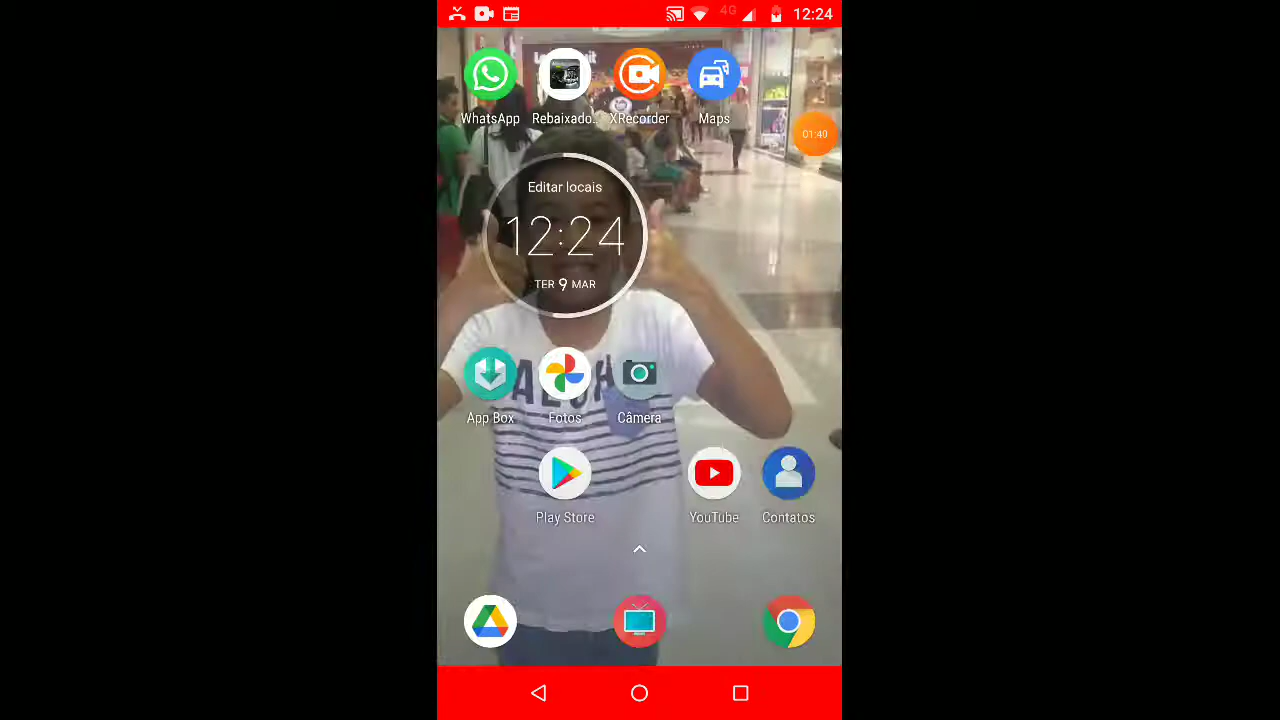 4G
12:24
WhatsApp
Rebaixado..
XRecorder
Maps
01:49
Editar locais
12:24
TER 9 MAR
App Box
Fotos
Câmera
Play Store
YouTube
Contatos